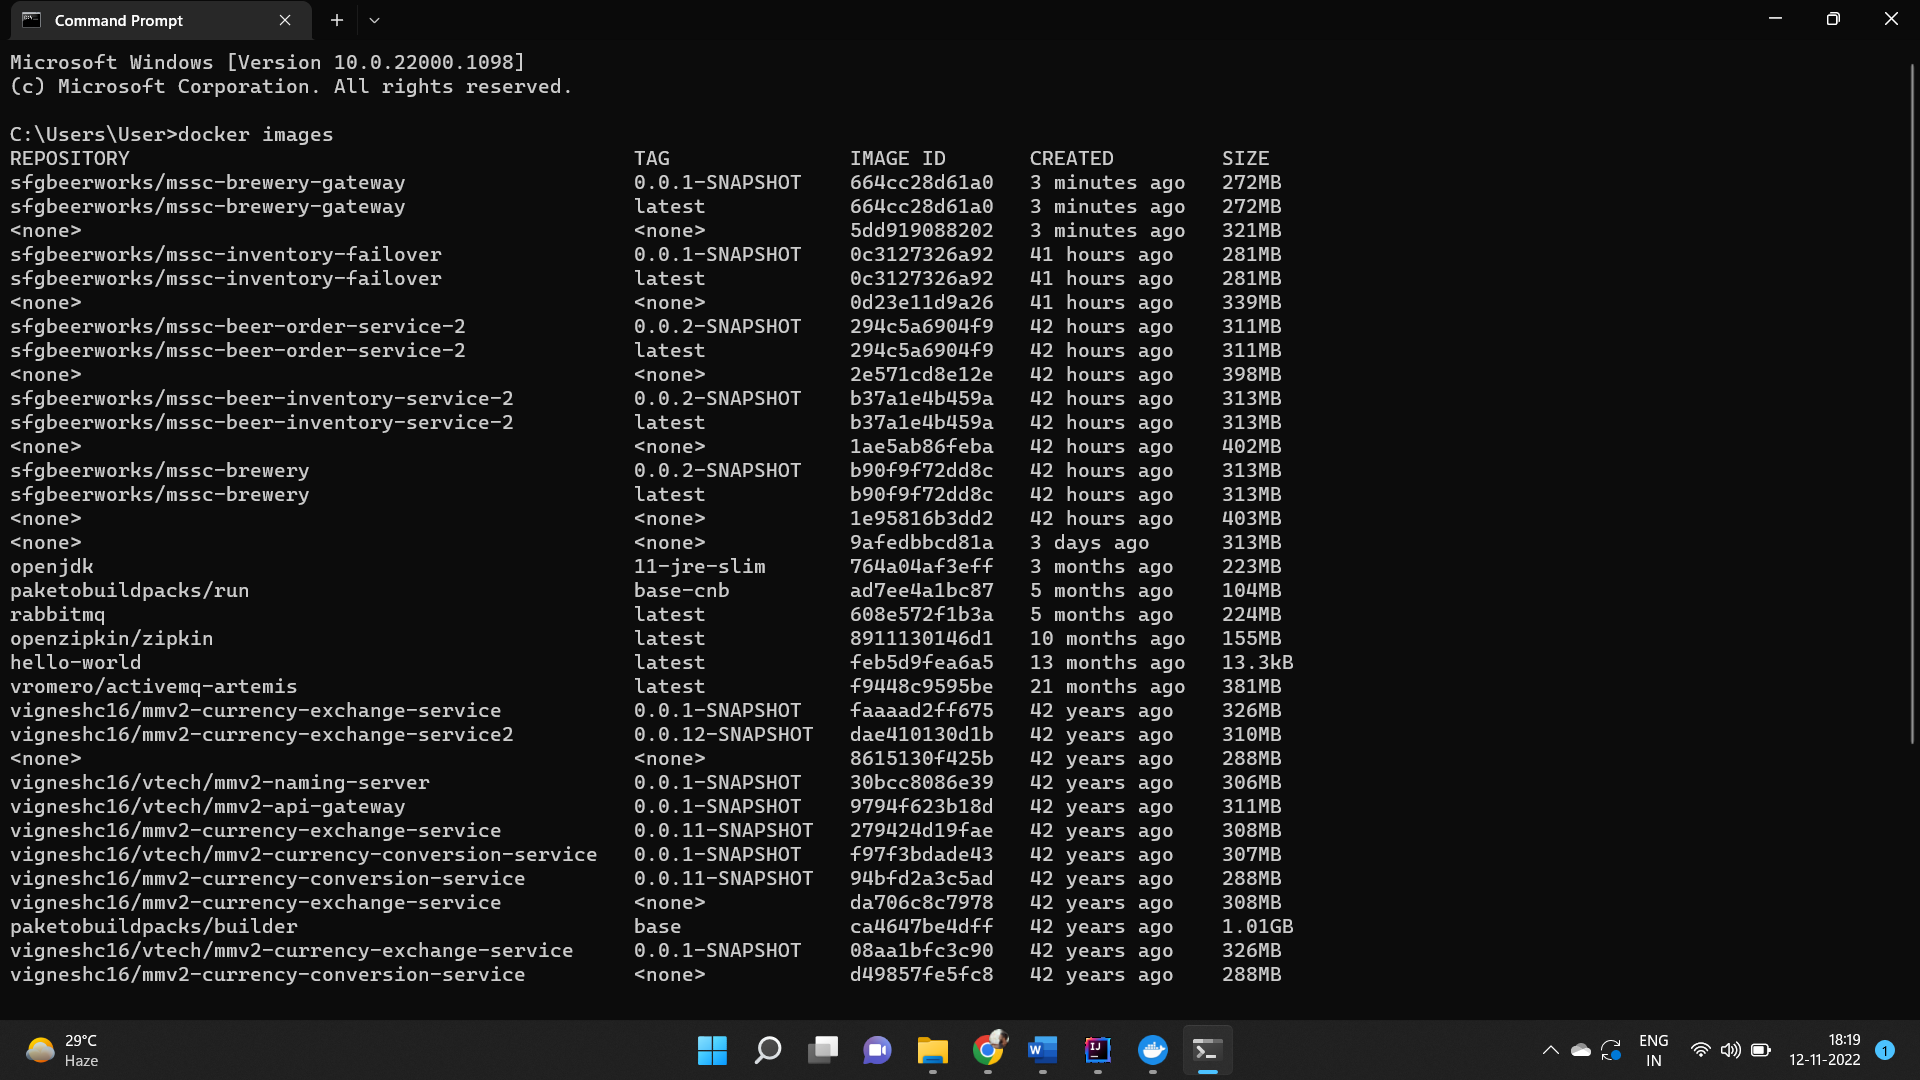 Command Prompt
Microsoft Windows [Version 10.0.22000.1098]
(c) Microsoft Corporation. All rights reserved.
C:\Users\User>docker images
REPOSITORY TAG IMAGE ID CREATED SIZE
sfgbeerworks/mssc-brewery-gateway 0.0.1-SNAPSHOT 664cc28d61a0 3 minutes ago 272MB
sfgbeerworks/mssc-brewery-gateway latest 664cc28d61a0 3 minutes ago 272MB
<none> <none> 5dd919088202 3 minutes ago 321MB
sfgbeerworks/mssc-inventory-failover 0.0.1-SNAPSHOT 0c3127326a92 41 hours ago 281MB
sfgbeerworks/mssc-inventory-failover latest 0c3127326a92 41 hours ago 281MB
<none> <none> 0d23e11d9a26 41 hours ago 339MB
sfgbeerworks/mssc-beer-order-service-2 0.0.2-SNAPSHOT 294c5a6904f9 42 hours ago 311MB
sfgbeerworks/mssc-beer-order-service-2 latest 294c5a6904f9 42 hours ago 311MB
<none> <none> 2e571cd8e12e 42 hours ago 398MB
sfgbeerworks/mssc-beer-inventory-service-2 0.0.2-SNAPSHOT b37a1e4b459a 42 hours ago 313MB
sfgbeerworks/mssc-beer-inventory-service-2 latest b37a1e4b459a 42 hours ago 313MB
<none> <none> 1ae5ab86feba 42 hours ago 402MB
sfgbeerworks/mssc-brewery 0.0.2-SNAPSHOT b90f9f72dd8c 42 hours ago 313MB
sfgbeerworks/mssc-brewery latest b90f9f72dd8c 42 hours ago 313MB
<none> <none> 1e95816b3dd2 42 hours ago 403MB
<none> <none> 9afedbbcd81a 3 days ago 313MB
openjdk 11-jre-slim 764a04af3eff 3 months ago 223MB
paketobuildpacks/run base-cnb ad7ee4a1bc87 5 months ago 104MB
rabbitmq latest 608e572f1b3a 5 months ago 224MB
openzipkin/zipkin latest 8911130146d1 10 months ago 155MB
hello-world latest feb5d9fea6a5 13 months ago 13.3kB
vromero/activemq-artemis latest f9448c9595be 21 months ago 381MB
vigneshc16/mmv2-currency-exchange-service 0.0.1-SNAPSHOT faaaad2ff675 42 years ago 326MB
vigneshc16/mmv2-currency-exchange-service2 0.0.12-SNAPSHOT dae410130d1b 42 years ago 310MB
<none> <none> 8615130f425b 42 years ago 288MB
vigneshc16/vtech/mmv2-naming-server 0.0.1-SNAPSHOT 30bcc8086e39 42 years ago 306MB
vigneshc16/vtech/mmv2-api-gateway 0.0.1-SNAPSHOT 9794f623b18d 42 years ago 311MB
vigneshc16/mmv2-currency-exchange-service 0.0.11-SNAPSHOT 279424d19fae 42 years ago 308MB
vigneshc16/vtech/mmv2-currency-conversion-service 0.0.1-SNAPSHOT f97f3bdade43 42 years ago 307MB
vigneshc16/mmv2-currency-conversion-service 0.0.11-SNAPSHOT 94bfd2a3c5ad 42 years ago 288MB
vigneshc16/mmv2-currency-exchange-service <none> da706c8c7978 42 years ago 308MB
paketobuildpacks/builder base ca4647be4dff 42 years ago 1.01GB
vigneshc16/vtech/mmv2-currency-exchange-service 0.0.1-SNAPSHOT 08aa1bfc3c90 42 years ago 326MB
vigneshc16/mmv2-currency-conversion-service <none> d49857fe5fc8 42 years ago 288MB
29°C
Haze
ENG
IN
18:19
12-11-2022
1